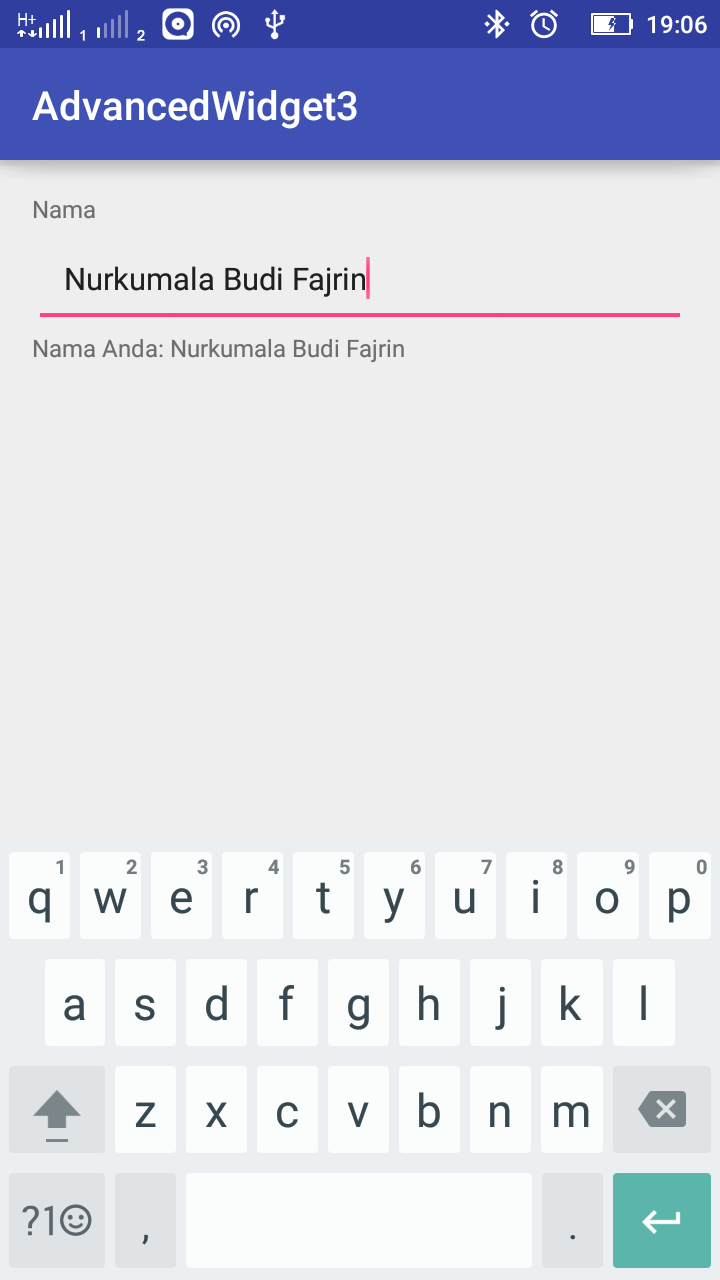 H+ 1 2 19:06
AdvancedWidget3
Nama
Nurkumala Budi Fajrin
Nama Anda: Nurkumala Budi Fajrin
1 2 3 4 5 6 7 8 9 0
q w e r t y u i o p
a s d f g h j k l
z x c v b n m
?1☺ , .